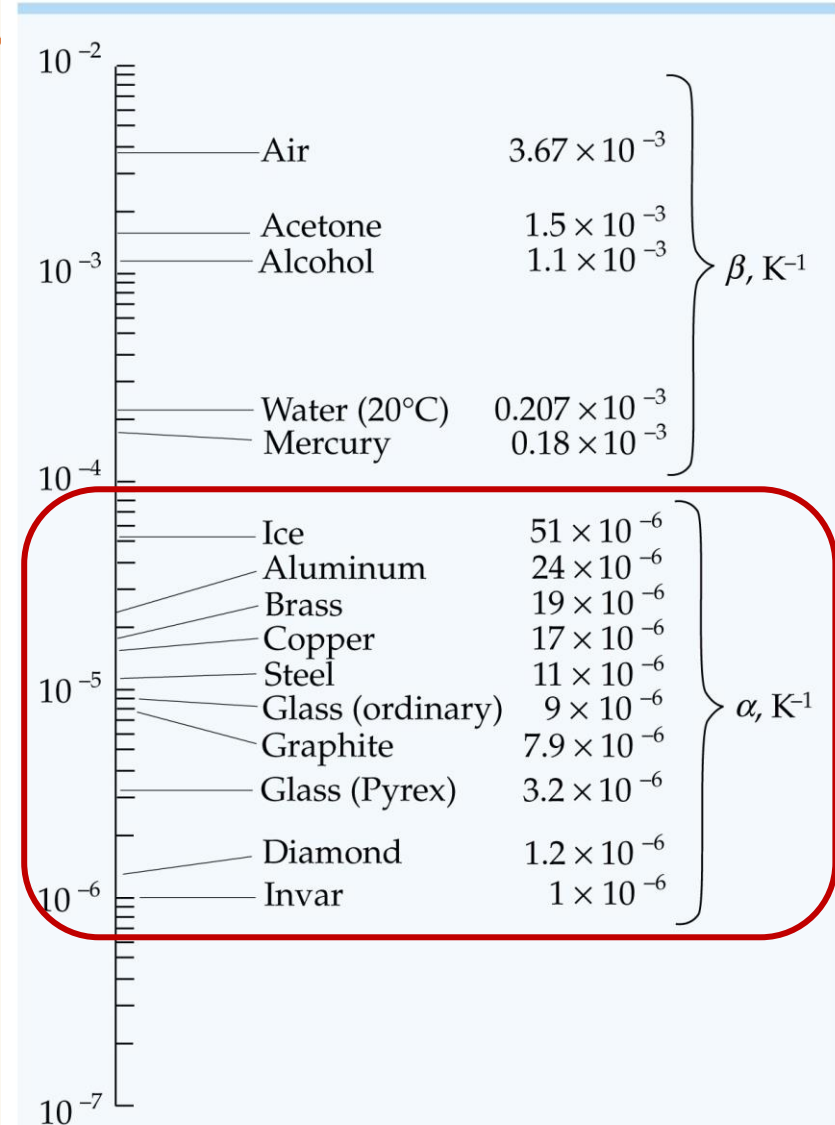 10⁻²
Air 3.67 × 10⁻³
Acetone 1.5 × 10⁻³
10⁻³ Alcohol 1.1 × 10⁻³
β, K⁻¹
Water (20°C) 0.207 × 10⁻³
Mercury 0.18 × 10⁻³
10⁻⁴
Ice 51 × 10⁻⁶
Aluminum 24 × 10⁻⁶
Brass 19 × 10⁻⁶
Copper 17 × 10⁻⁶
Steel 11 × 10⁻⁶
10⁻⁵
Glass (ordinary) 9 × 10⁻⁶
α, K⁻¹
Graphite 7.9 × 10⁻⁶
Glass (Pyrex) 3.2 × 10⁻⁶
Diamond 1.2 × 10⁻⁶
10⁻⁶ Invar 1 × 10⁻⁶
10⁻⁷